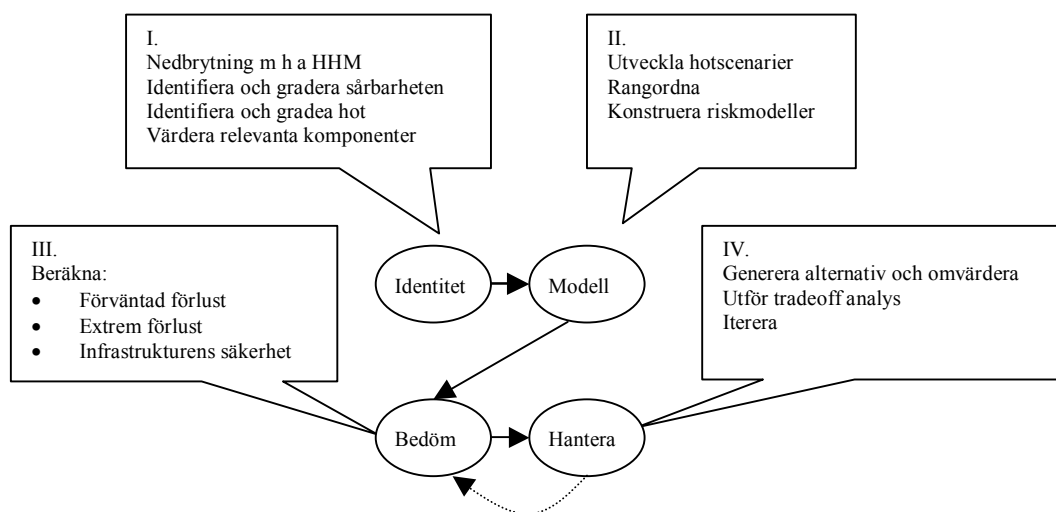 I.
Nedbrytning m h a HHM
Identifiera och gradera sårbarheten
Identifiera och gradea hot
Värdera relevanta komponenter
II.
Utveckla hotscenarier
Rangordna
Konstruera riskmodeller
III.
Beräkna:
• Förväntad förlust
• Extrem förlust
• Infrastrukturens säkerhet
Identitet
Modell
IV.
Generera alternativ och omvärdera
Utför tradeoff analys
Iterera
Bedöm
Hantera